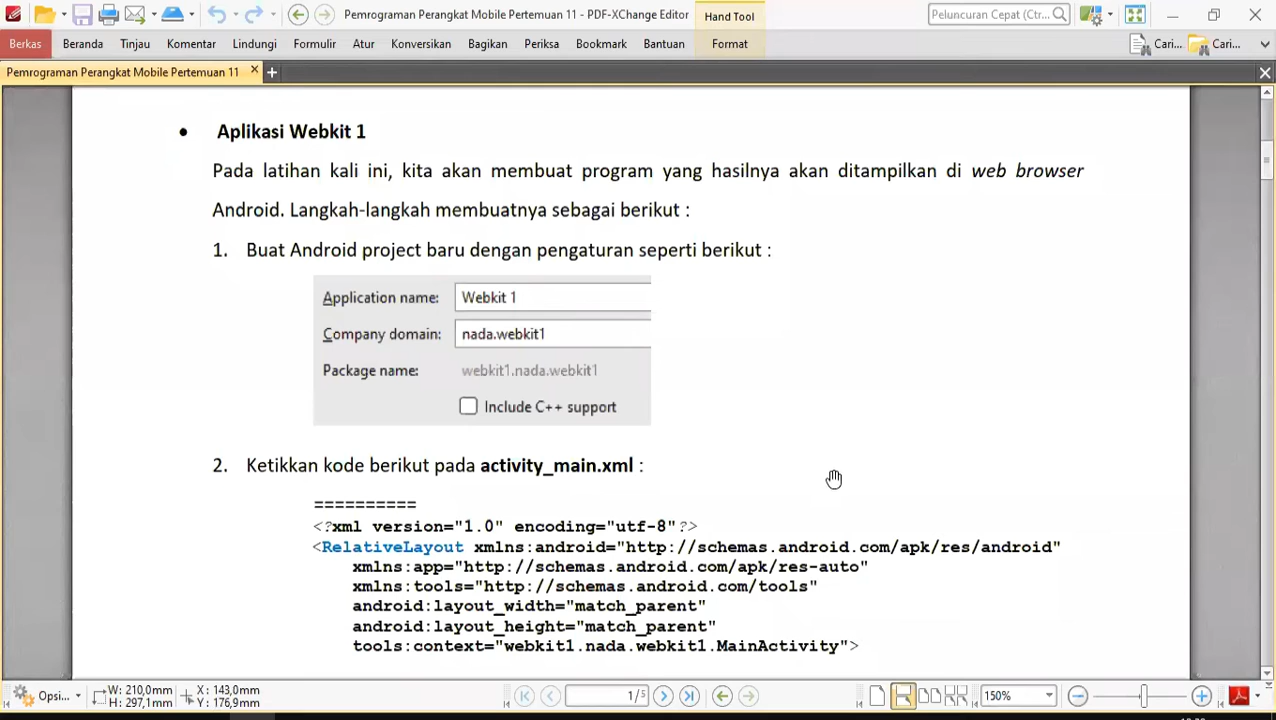 Pemrograman Perangkat Mobile Pertemuan 11 - PDF-XChange Editor
Hand Tool
Peluncuran Cepat (Ctr...
Berkas Beranda Tinjau Komentar Lindungi Formulir Atur Konversikan Bagikan Periksa Bookmark Bantuan Format Cari... Cari...
Pemrograman Perangkat Mobile Pertemuan 11
• Aplikasi Webkit 1
Pada latihan kali ini, kita akan membuat program yang hasilnya akan ditampilkan di web browser
Android. Langkah-langkah membuatnya sebagai berikut :
1. Buat Android project baru dengan pengaturan seperti berikut :
Application name: Webkit 1
Company domain: nada.webkit1
Package name: webkit1.nada.webkit1
Include C++ support
2. Ketikkan kode berikut pada activity_main.xml :
==========
<?xml version="1.0" encoding="utf-8"?>
<RelativeLayout xmlns:android="http://schemas.android.com/apk/res/android"
xmlns:app="http://schemas.android.com/apk/res-auto"
xmlns:tools="http://schemas.android.com/tools"
android:layout_width="match_parent"
android:layout_height="match_parent"
tools:context="webkit1.nada.webkit1.MainActivity">
Opsi... W: 210,0mm X: 143,0mm 1/5 150%
H: 297,1mm Y: 176,9mm